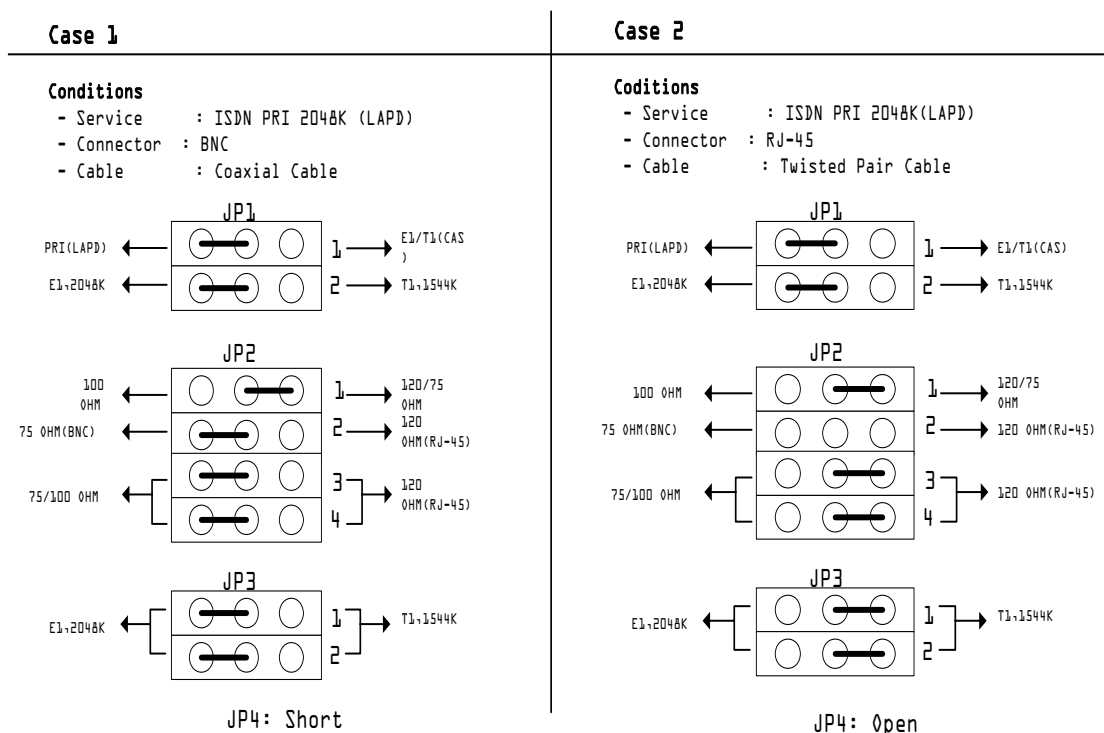 Case 1
Conditions
- Service : ISDN PRI 2048K (LAPD)
- Connector : BNC
- Cable : Coaxial Cable
JP1
PRI(LAPD)
1
E1/T1(CAS
)
E1,2048K
2
T1,1544K
JP2
100
OHM
1
120/75
OHM
75 OHM(BNC)
2
120
OHM(RJ-45)
75/100 OHM
3
4
120
OHM(RJ-45)
JP3
E1,2048K
1
2
T1,1544K
JP4: Short
Case 2
Coditions
- Service : ISDN PRI 2048K(LAPD)
- Connector : RJ-45
- Cable : Twisted Pair Cable
JP1
PRI(LAPD)
1
E1/T1(CAS)
E1,2048K
2
T1,1544K
JP2
100 OHM
1
120/75
OHM
75 OHM(BNC)
2
120 OHM(RJ-45)
75/100 OHM
3
4
120 OHM(RJ-45)
JP3
E1,2048K
1
2
T1,1544K
JP4: Open